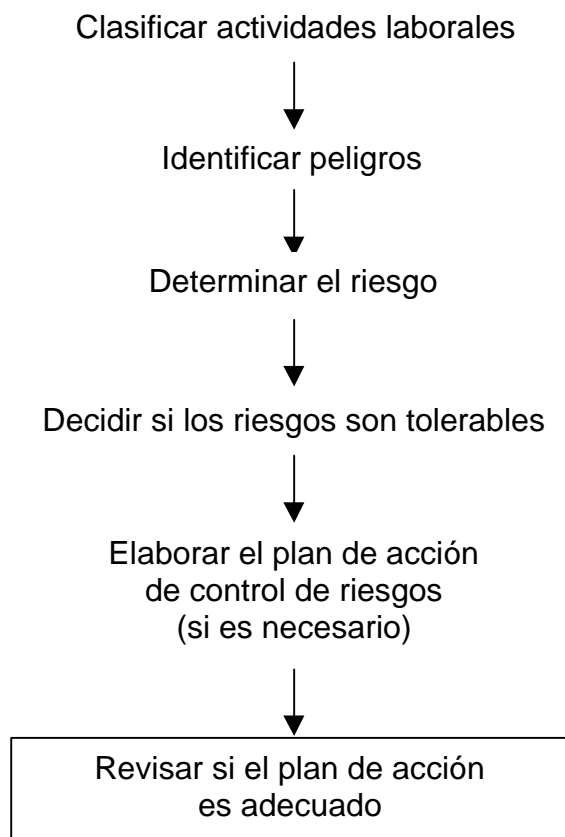 Clasificar actividades laborales
Identificar peligros
Determinar el riesgo
Decidir si los riesgos son tolerables
Elaborar el plan de acción
de control de riesgos
(si es necesario)
Revisar si el plan de acción
es adecuado